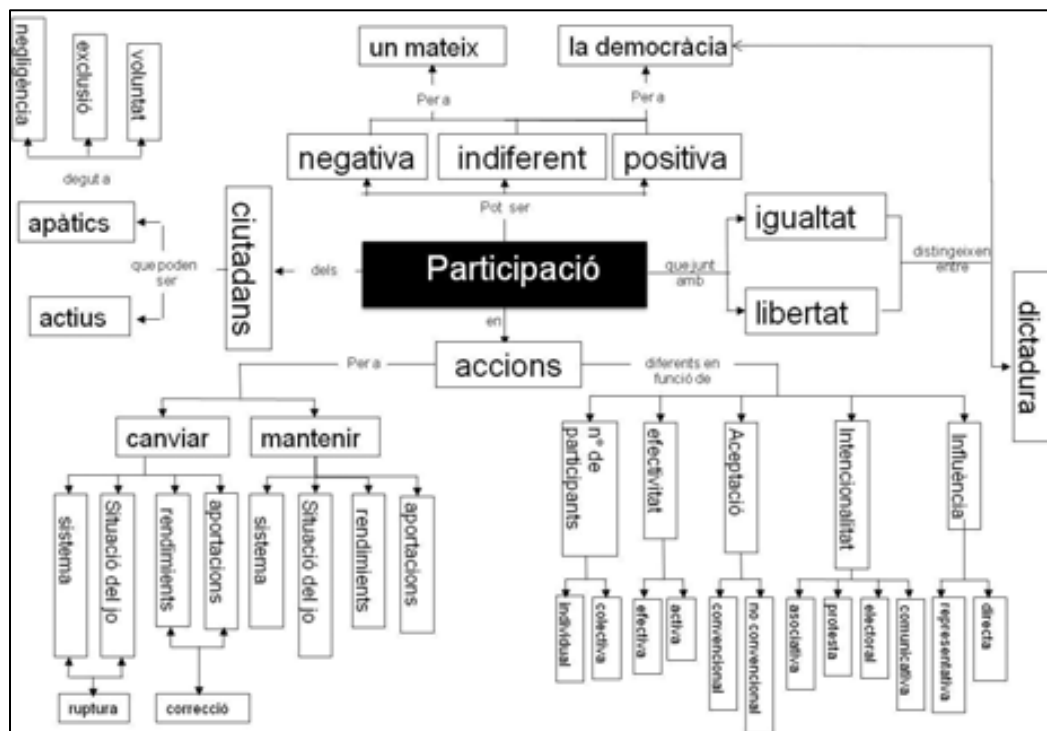 negligència
exclusió
voluntat
degut a
un mateix
la democràcia
Per a
Per a
negativa
indiferent
positiva
Pot ser
apàtics
actius
que poden
ser
ciutadans
dels
Participació
que junt
amb
igualtat
llibertat
distingeixen
entre
dictadura
en
accions
Per a
diferents en
funció de
canviar
mantenir
sistema
Situació del jo
rendiments
aportacions
sistema
Situació del jo
rendiments
aportacions
ruptura
correcció
nº de
participants
efectivitat
Aceptació
Intencionalitat
Influència
individual
colectiva
efectiva
activa
convencional
no convencional
asociativa
protesta
electoral
comunicativa
representativa
directa